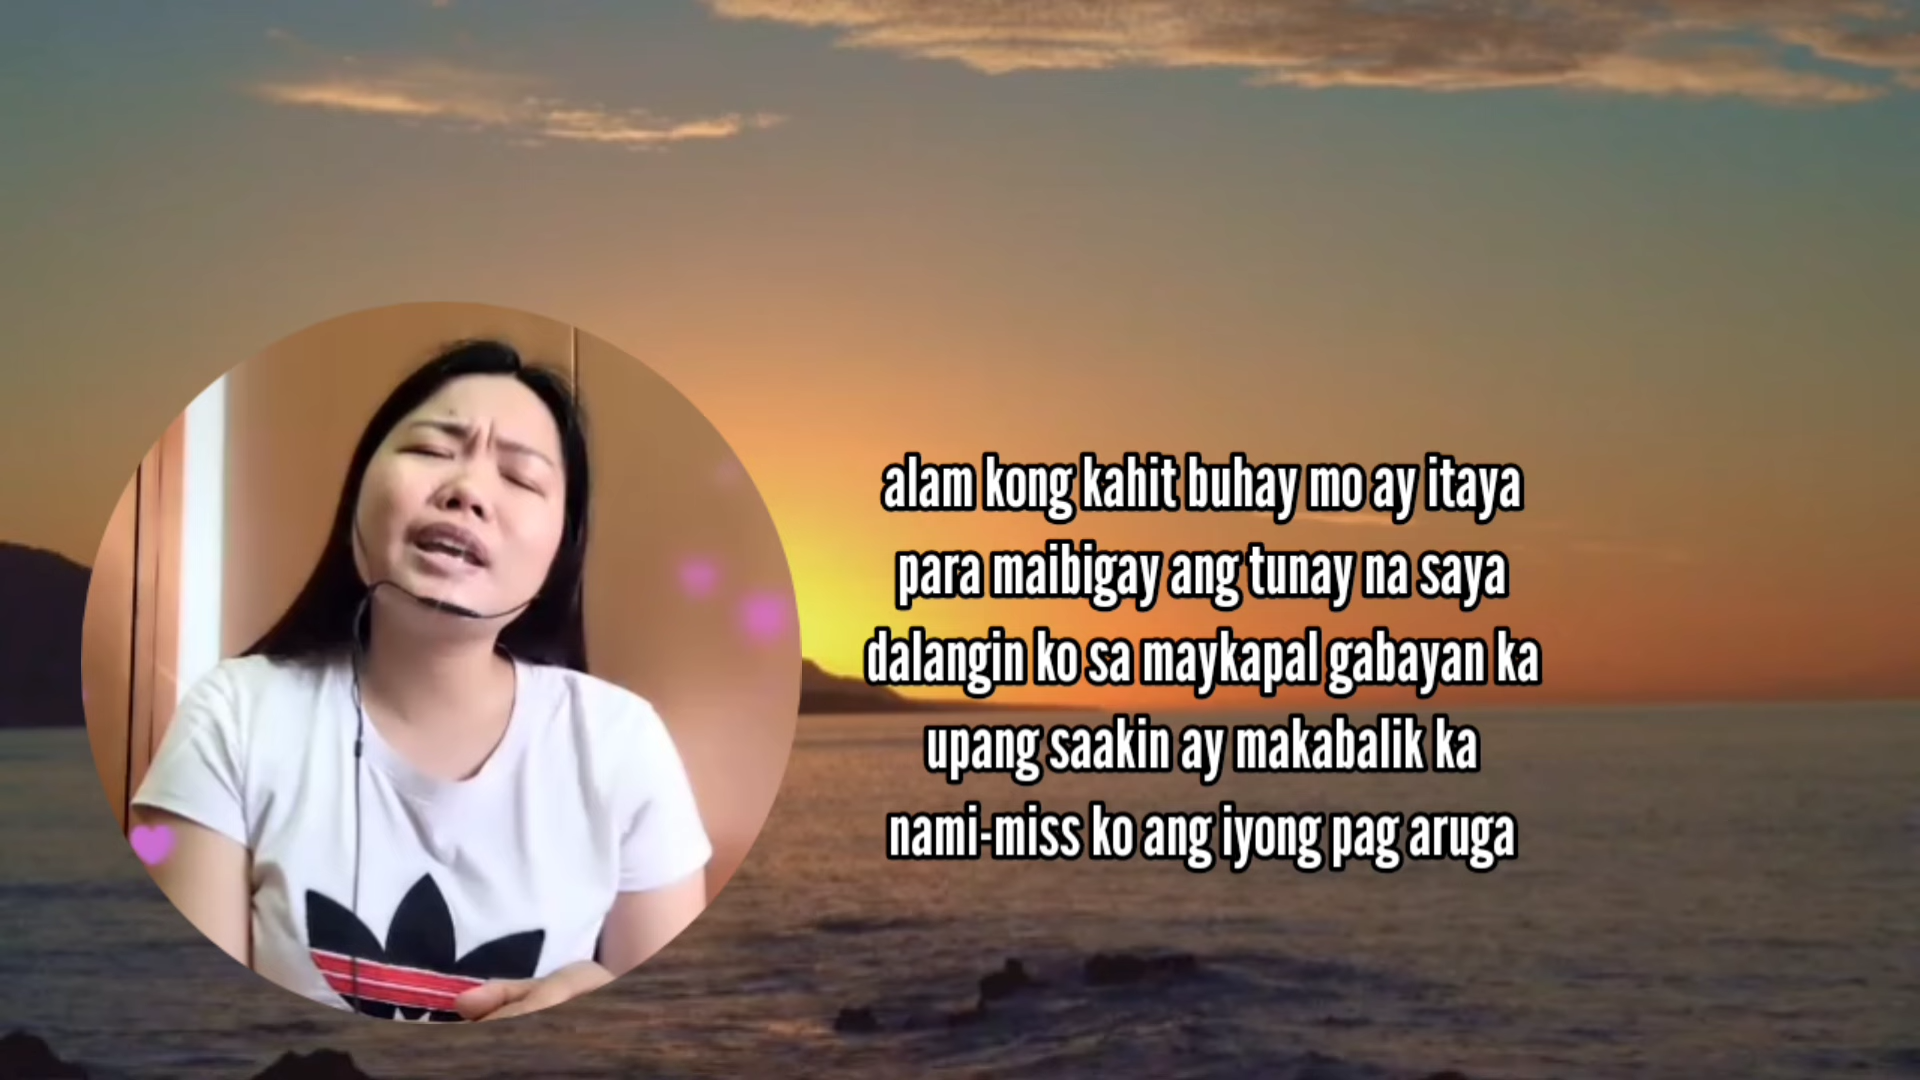 alam kong kahit buhay mo ay itaya
para maibigay ang tunay na saya
dalangin ko sa maykapal gabayan ka
upang saakin ay makabalik ka
nami-miss ko ang iyong pag aruga